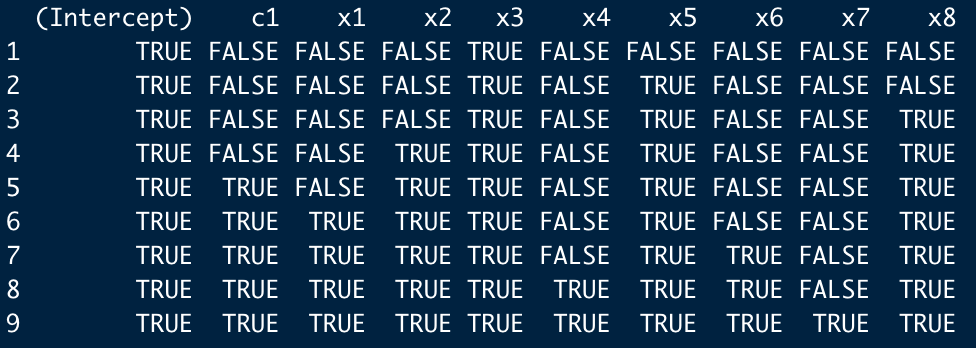 (Intercept) c1 x1 x2 x3 x4 x5 x6 x7 x8
1 TRUE FALSE FALSE FALSE TRUE FALSE FALSE FALSE FALSE FALSE
2 TRUE FALSE FALSE FALSE TRUE FALSE TRUE FALSE FALSE FALSE
3 TRUE FALSE FALSE FALSE TRUE FALSE TRUE FALSE FALSE TRUE
4 TRUE FALSE FALSE TRUE TRUE FALSE TRUE FALSE FALSE TRUE
5 TRUE TRUE FALSE TRUE TRUE FALSE TRUE FALSE FALSE TRUE
6 TRUE TRUE TRUE TRUE TRUE FALSE TRUE FALSE FALSE TRUE
7 TRUE TRUE TRUE TRUE TRUE FALSE TRUE TRUE FALSE TRUE
8 TRUE TRUE TRUE TRUE TRUE TRUE TRUE TRUE FALSE TRUE
9 TRUE TRUE TRUE TRUE TRUE TRUE TRUE TRUE TRUE TRUE